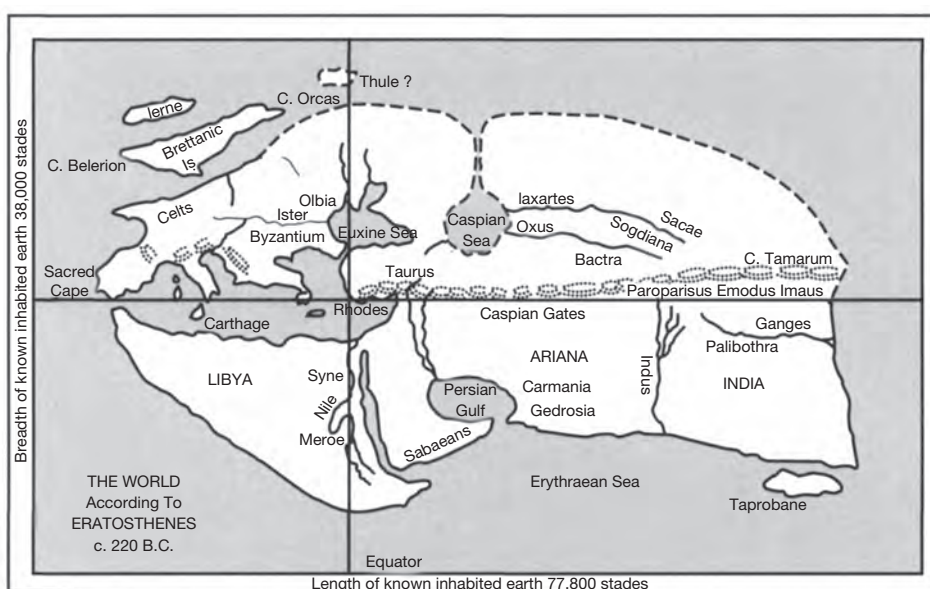 Thule ?
C. Orcas
Ierne
Brettanic
Is.
C. Belerion
Celts
Olbia
Ister
Byzantium
Euxine Sea
Caspian
Sea
Iaxartes
Oxus
Sogdiana
Sacae
Bactra
Sacred
Cape
Taurus
C. Tamarum
Paroparisus Emodus Imaus
Rhodes
Carthage
Caspian Gates
Ganges
Palibothra
LIBYA
Syne
Nile
Meroe
ARIANA
Persian
Gulf
Carmania
Gedrosia
Indus
INDIA
Sabaeans
Erythraean Sea
Taprobane
THE WORLD
According To
ERATOSTHENES
c. 220 B.C.
Equator
Breadth of known inhabited earth 38,000 stades
Length of known inhabited earth 77,800 stades